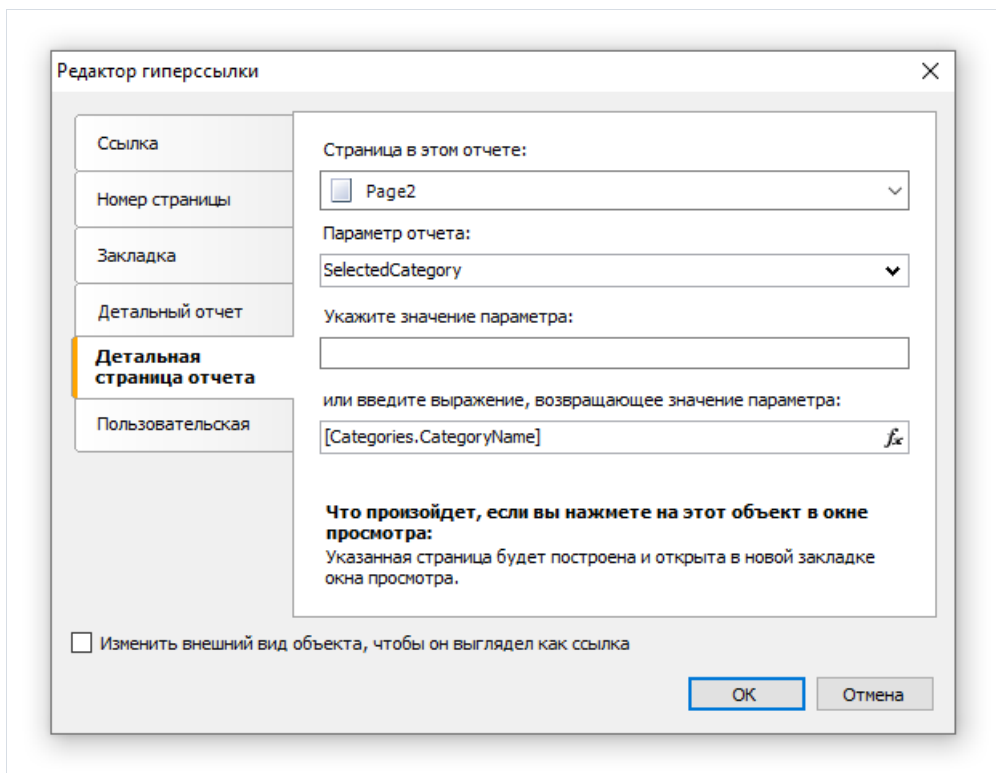 Редактор гиперссылки
Ссылка
Номер страницы
Закладка
Детальный отчет
Детальная
страница отчета
Пользовательская
Страница в этом отчете:
Page2
Параметр отчета:
SelectedCategory
Укажите значение параметра:
или введите выражение, возвращающее значение параметра:
[Categories.CategoryName]
fx
Что произойдет, если вы нажмете на этот объект в окне
просмотра:
Указанная страница будет построена и открыта в новой закладке
окна просмотра.
Изменить внешний вид объекта, чтобы он выглядел как ссылка
OK
Отмена